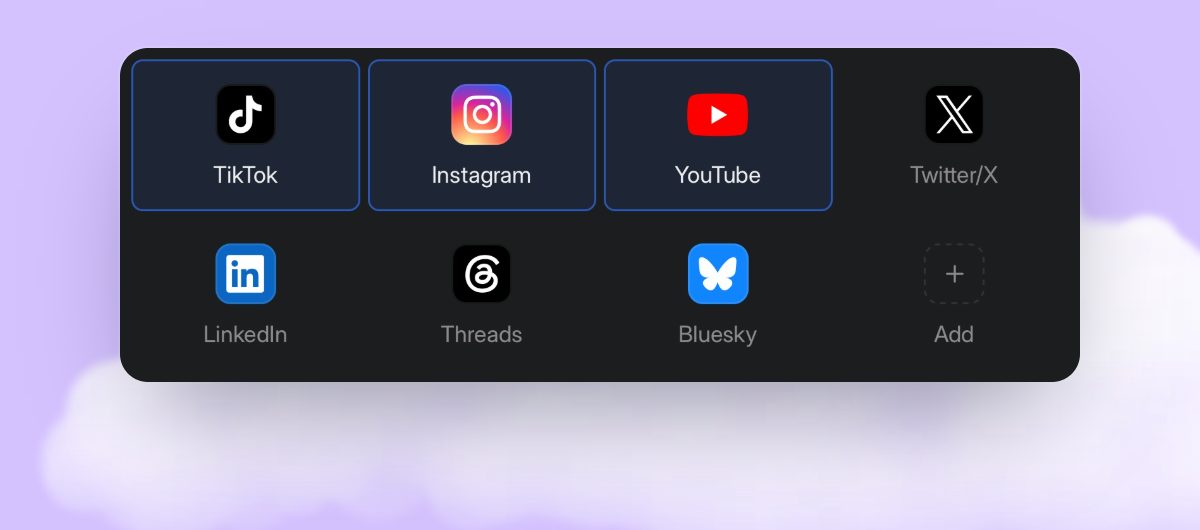 TikTok
Instagram
YouTube
Twitter/X
LinkedIn
Threads
Bluesky
Add